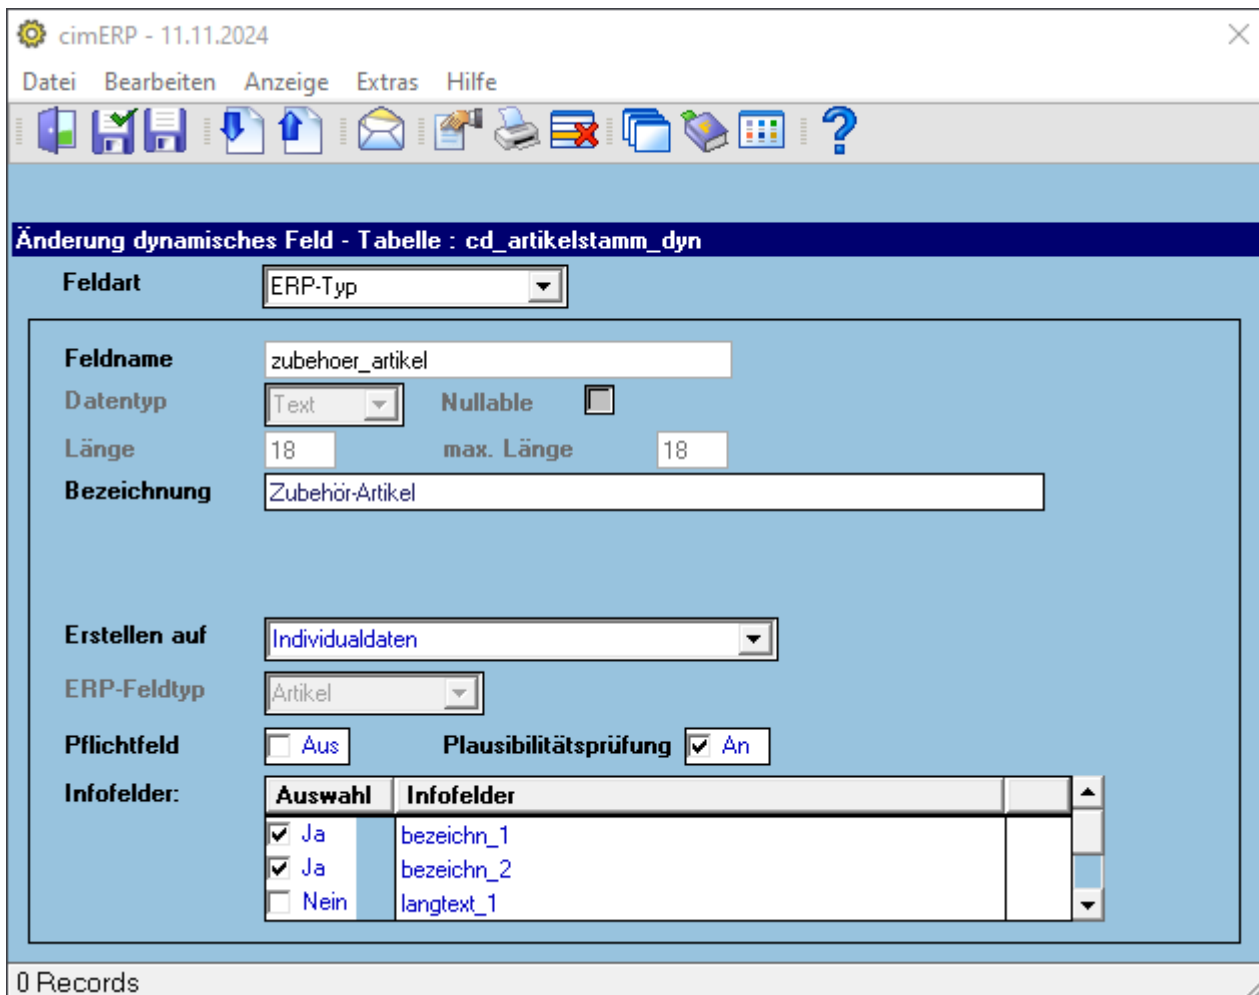 cimERP - 11.11.2024
Datei Bearbeiten Anzeige Extras Hilfe
Änderung dynamisches Feld - Tabelle : cd_artikelstamm_dyn
Feldart ERP-Typ
Feldname zubehoer_artikel
Datentyp Text Nullable
Länge 18 max. Länge 18
Bezeichnung Zubehör-Artikel
Erstellen auf Individualdaten
ERP-Feldtyp Artikel
Pflichtfeld Aus Plausibilitätsprüfung An
Infofelder: Auswahl Infofelder
Ja bezeichn_1
Ja bezeichn_2
Nein langtext_1
0 Records